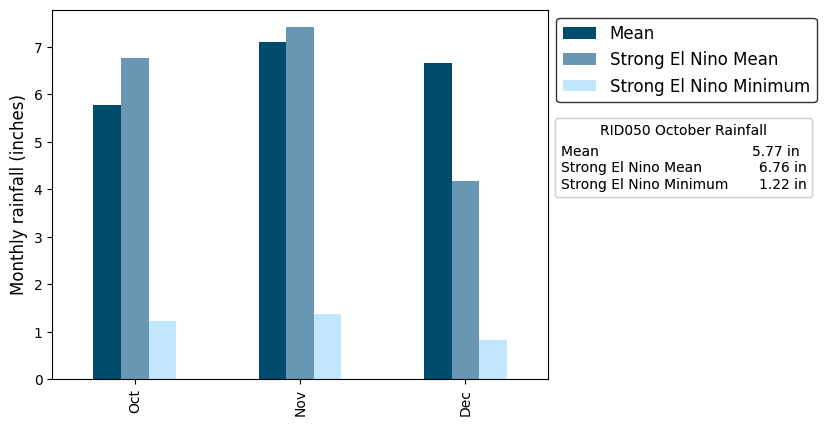 Monthly rainfall (inches)
7
6
5
4
3
2
1
0
Oct
Nov
Dec
Mean
Strong El Nino Mean
Strong El Nino Minimum
RID050 October Rainfall
Mean 5.77 in
Strong El Nino Mean 6.76 in
Strong El Nino Minimum 1.22 in